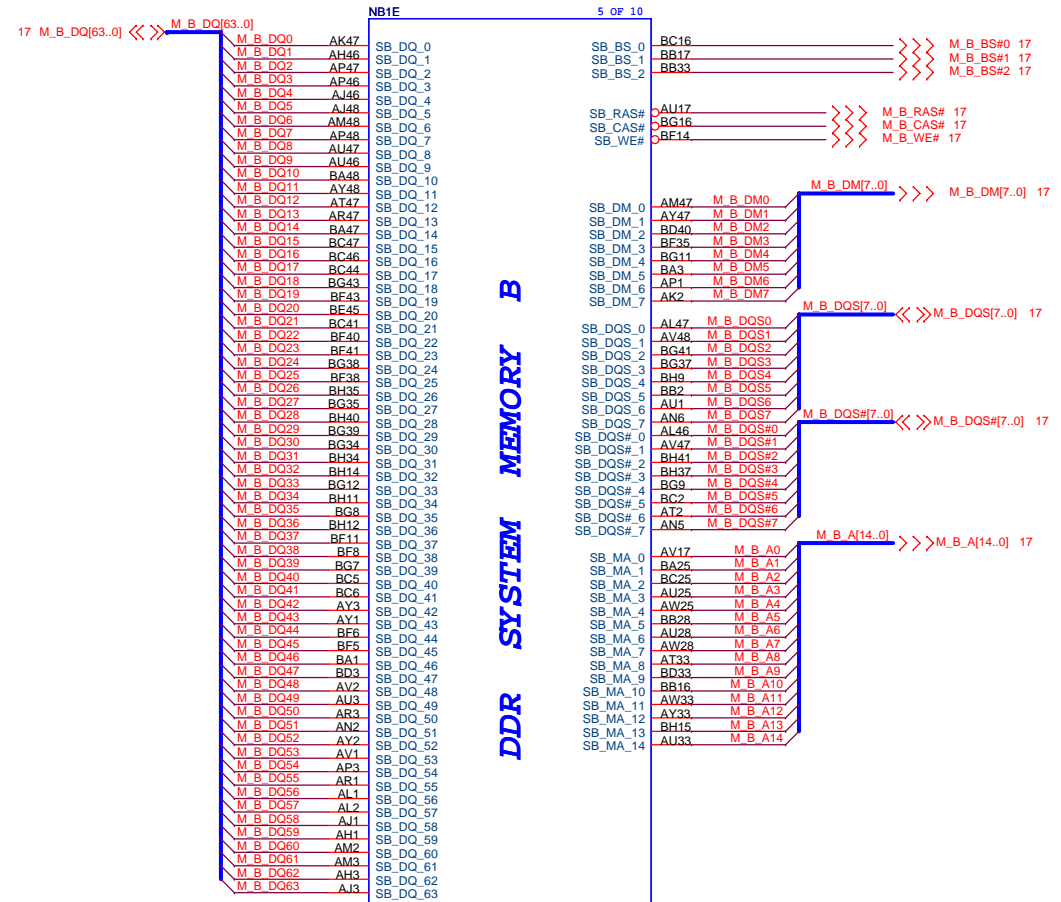 NB1E 5 OF 10
17 M_B_DQ[63..0] M_B_DQ[63..0]
M_B_DQ0 AK47 SB_DQ_0
M_B_DQ1 AH46 SB_DQ_1
M_B_DQ2 AP47 SB_DQ_2
M_B_DQ3 AP46 SB_DQ_3
M_B_DQ4 AJ46 SB_DQ_4
M_B_DQ5 AJ48 SB_DQ_5
M_B_DQ6 AM48 SB_DQ_6
M_B_DQ7 AP48 SB_DQ_7
M_B_DQ8 AU47 SB_DQ_8
M_B_DQ9 AU46 SB_DQ_9
M_B_DQ10 BA48 SB_DQ_10
M_B_DQ11 AY48 SB_DQ_11
M_B_DQ12 AT47 SB_DQ_12
M_B_DQ13 AR47 SB_DQ_13
M_B_DQ14 BA47 SB_DQ_14
M_B_DQ15 BC47 SB_DQ_15
M_B_DQ16 BC46 SB_DQ_16
M_B_DQ17 BC44 SB_DQ_17
M_B_DQ18 BG43 SB_DQ_18
M_B_DQ19 BF43 SB_DQ_19
M_B_DQ20 BE45 SB_DQ_20
M_B_DQ21 BC41 SB_DQ_21
M_B_DQ22 BF40 SB_DQ_22
M_B_DQ23 BF41 SB_DQ_23
M_B_DQ24 BG38 SB_DQ_24
M_B_DQ25 BF38 SB_DQ_25
M_B_DQ26 BH35 SB_DQ_26
M_B_DQ27 BG35 SB_DQ_27
M_B_DQ28 BH40 SB_DQ_28
M_B_DQ29 BG39 SB_DQ_29
M_B_DQ30 BG34 SB_DQ_30
M_B_DQ31 BH34 SB_DQ_31
M_B_DQ32 BH14 SB_DQ_32
M_B_DQ33 BG12 SB_DQ_33
M_B_DQ34 BH11 SB_DQ_34
M_B_DQ35 BG8 SB_DQ_35
M_B_DQ36 BH12 SB_DQ_36
M_B_DQ37 BF11 SB_DQ_37
M_B_DQ38 BF8 SB_DQ_38
M_B_DQ39 BG7 SB_DQ_39
M_B_DQ40 BC5 SB_DQ_40
M_B_DQ41 BC6 SB_DQ_41
M_B_DQ42 AY3 SB_DQ_42
M_B_DQ43 AY1 SB_DQ_43
M_B_DQ44 BF6 SB_DQ_44
M_B_DQ45 BF5 SB_DQ_45
M_B_DQ46 BA1 SB_DQ_46
M_B_DQ47 BD3 SB_DQ_47
M_B_DQ48 AV2 SB_DQ_48
M_B_DQ49 AU3 SB_DQ_49
M_B_DQ50 AR3 SB_DQ_50
M_B_DQ51 AN2 SB_DQ_51
M_B_DQ52 AY2 SB_DQ_52
M_B_DQ53 AV1 SB_DQ_53
M_B_DQ54 AP3 SB_DQ_54
M_B_DQ55 AR1 SB_DQ_55
M_B_DQ56 AL1 SB_DQ_56
M_B_DQ57 AL2 SB_DQ_57
M_B_DQ58 AJ1 SB_DQ_58
M_B_DQ59 AH1 SB_DQ_59
M_B_DQ60 AM2 SB_DQ_60
M_B_DQ61 AM3 SB_DQ_61
M_B_DQ62 AH3 SB_DQ_62
M_B_DQ63 AJ3 SB_DQ_63
DDR SYSTEM MEMORY B
SB_BS_0 BC16 M_B_BS#0 17
SB_BS_1 BB17 M_B_BS#1 17
SB_BS_2 BB33 M_B_BS#2 17
SB_RAS# AU17 M_B_RAS# 17
SB_CAS# BG16 M_B_CAS# 17
SB_WE# BF14 M_B_WE# 17
M_B_DM[7..0] M_B_DM[7..0] 17
SB_DM_0 AM47 M_B_DM0
SB_DM_1 AY47 M_B_DM1
SB_DM_2 BD40 M_B_DM2
SB_DM_3 BF35 M_B_DM3
SB_DM_4 BG11 M_B_DM4
SB_DM_5 BA3 M_B_DM5
SB_DM_6 AP1 M_B_DM6
SB_DM_7 AK2 M_B_DM7
M_B_DQS[7..0] M_B_DQS[7..0] 17
SB_DQS_0 AL47 M_B_DQS0
SB_DQS_1 AV48 M_B_DQS1
SB_DQS_2 BG41 M_B_DQS2
SB_DQS_3 BG37 M_B_DQS3
SB_DQS_4 BH9 M_B_DQS4
SB_DQS_5 BB2 M_B_DQS5
SB_DQS_6 AU1 M_B_DQS6
SB_DQS_7 AN6 M_B_DQS7
M_B_DQS#[7..0] M_B_DQS#[7..0] 17
SB_DQS#_0 AL46 M_B_DQS#0
SB_DQS#_1 AV47 M_B_DQS#1
SB_DQS#_2 BH41 M_B_DQS#2
SB_DQS#_3 BH37 M_B_DQS#3
SB_DQS#_4 BG9 M_B_DQS#4
SB_DQS#_5 BC2 M_B_DQS#5
SB_DQS#_6 AT2 M_B_DQS#6
SB_DQS#_7 AN5 M_B_DQS#7
M_B_A[14..0] M_B_A[14..0] 17
SB_MA_0 AV17 M_B_A0
SB_MA_1 BA25 M_B_A1
SB_MA_2 BC25 M_B_A2
SB_MA_3 AU25 M_B_A3
SB_MA_4 AW25 M_B_A4
SB_MA_5 BB28 M_B_A5
SB_MA_6 AU28 M_B_A6
SB_MA_7 AW28 M_B_A7
SB_MA_8 AT33 M_B_A8
SB_MA_9 BD33 M_B_A9
SB_MA_10 BB16 M_B_A10
SB_MA_11 AW33 M_B_A11
SB_MA_12 AY33 M_B_A12
SB_MA_13 BH15 M_B_A13
SB_MA_14 AU33 M_B_A14